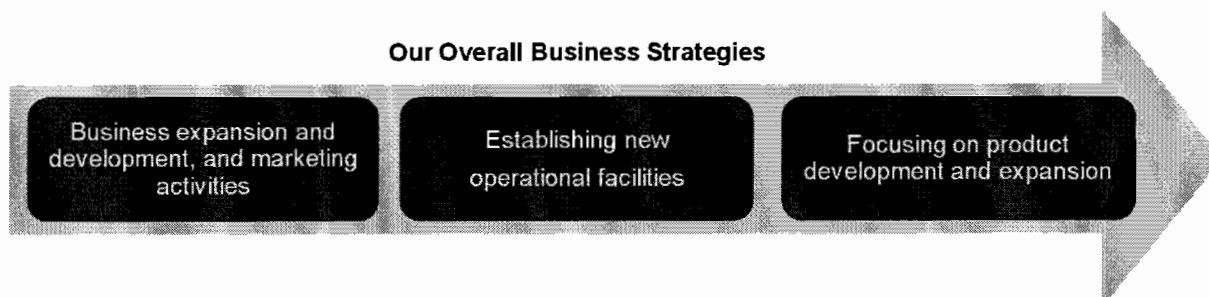 Our Overall Business Strategies
Business expansion and
development, and marketing
activities
Establishing new
operational facilities
Focusing on product
development and expansion